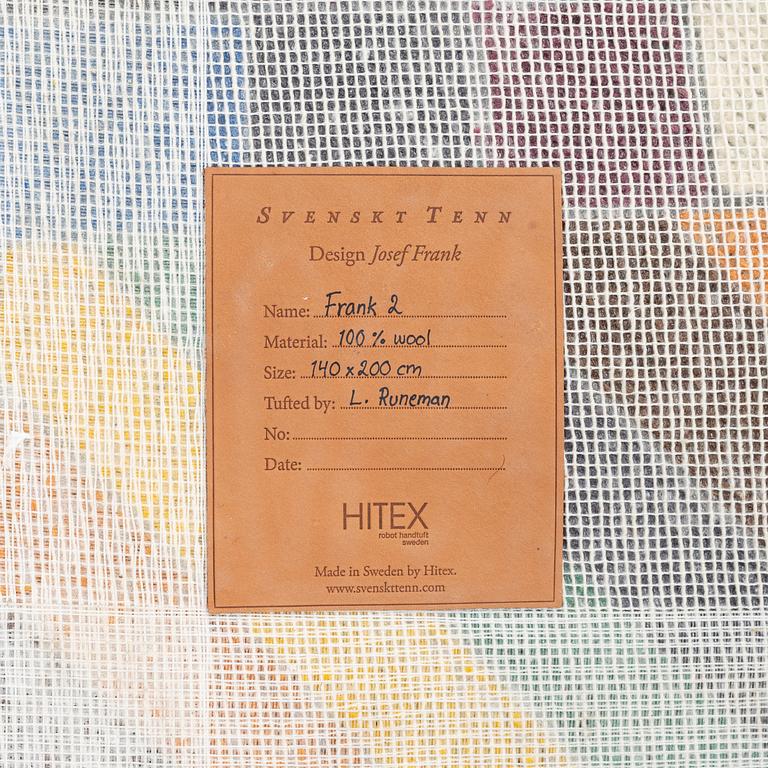 SVENSKT TENN
Design Josef Frank
Name: Frank 2
Material: 100 % wool
Size: 140 x 200 cm
Tufted by: L. Runeman
No:
Date:
HITEX
robot handtuft
sweden
Made in Sweden by Hitex.
www.svenskttenn.com